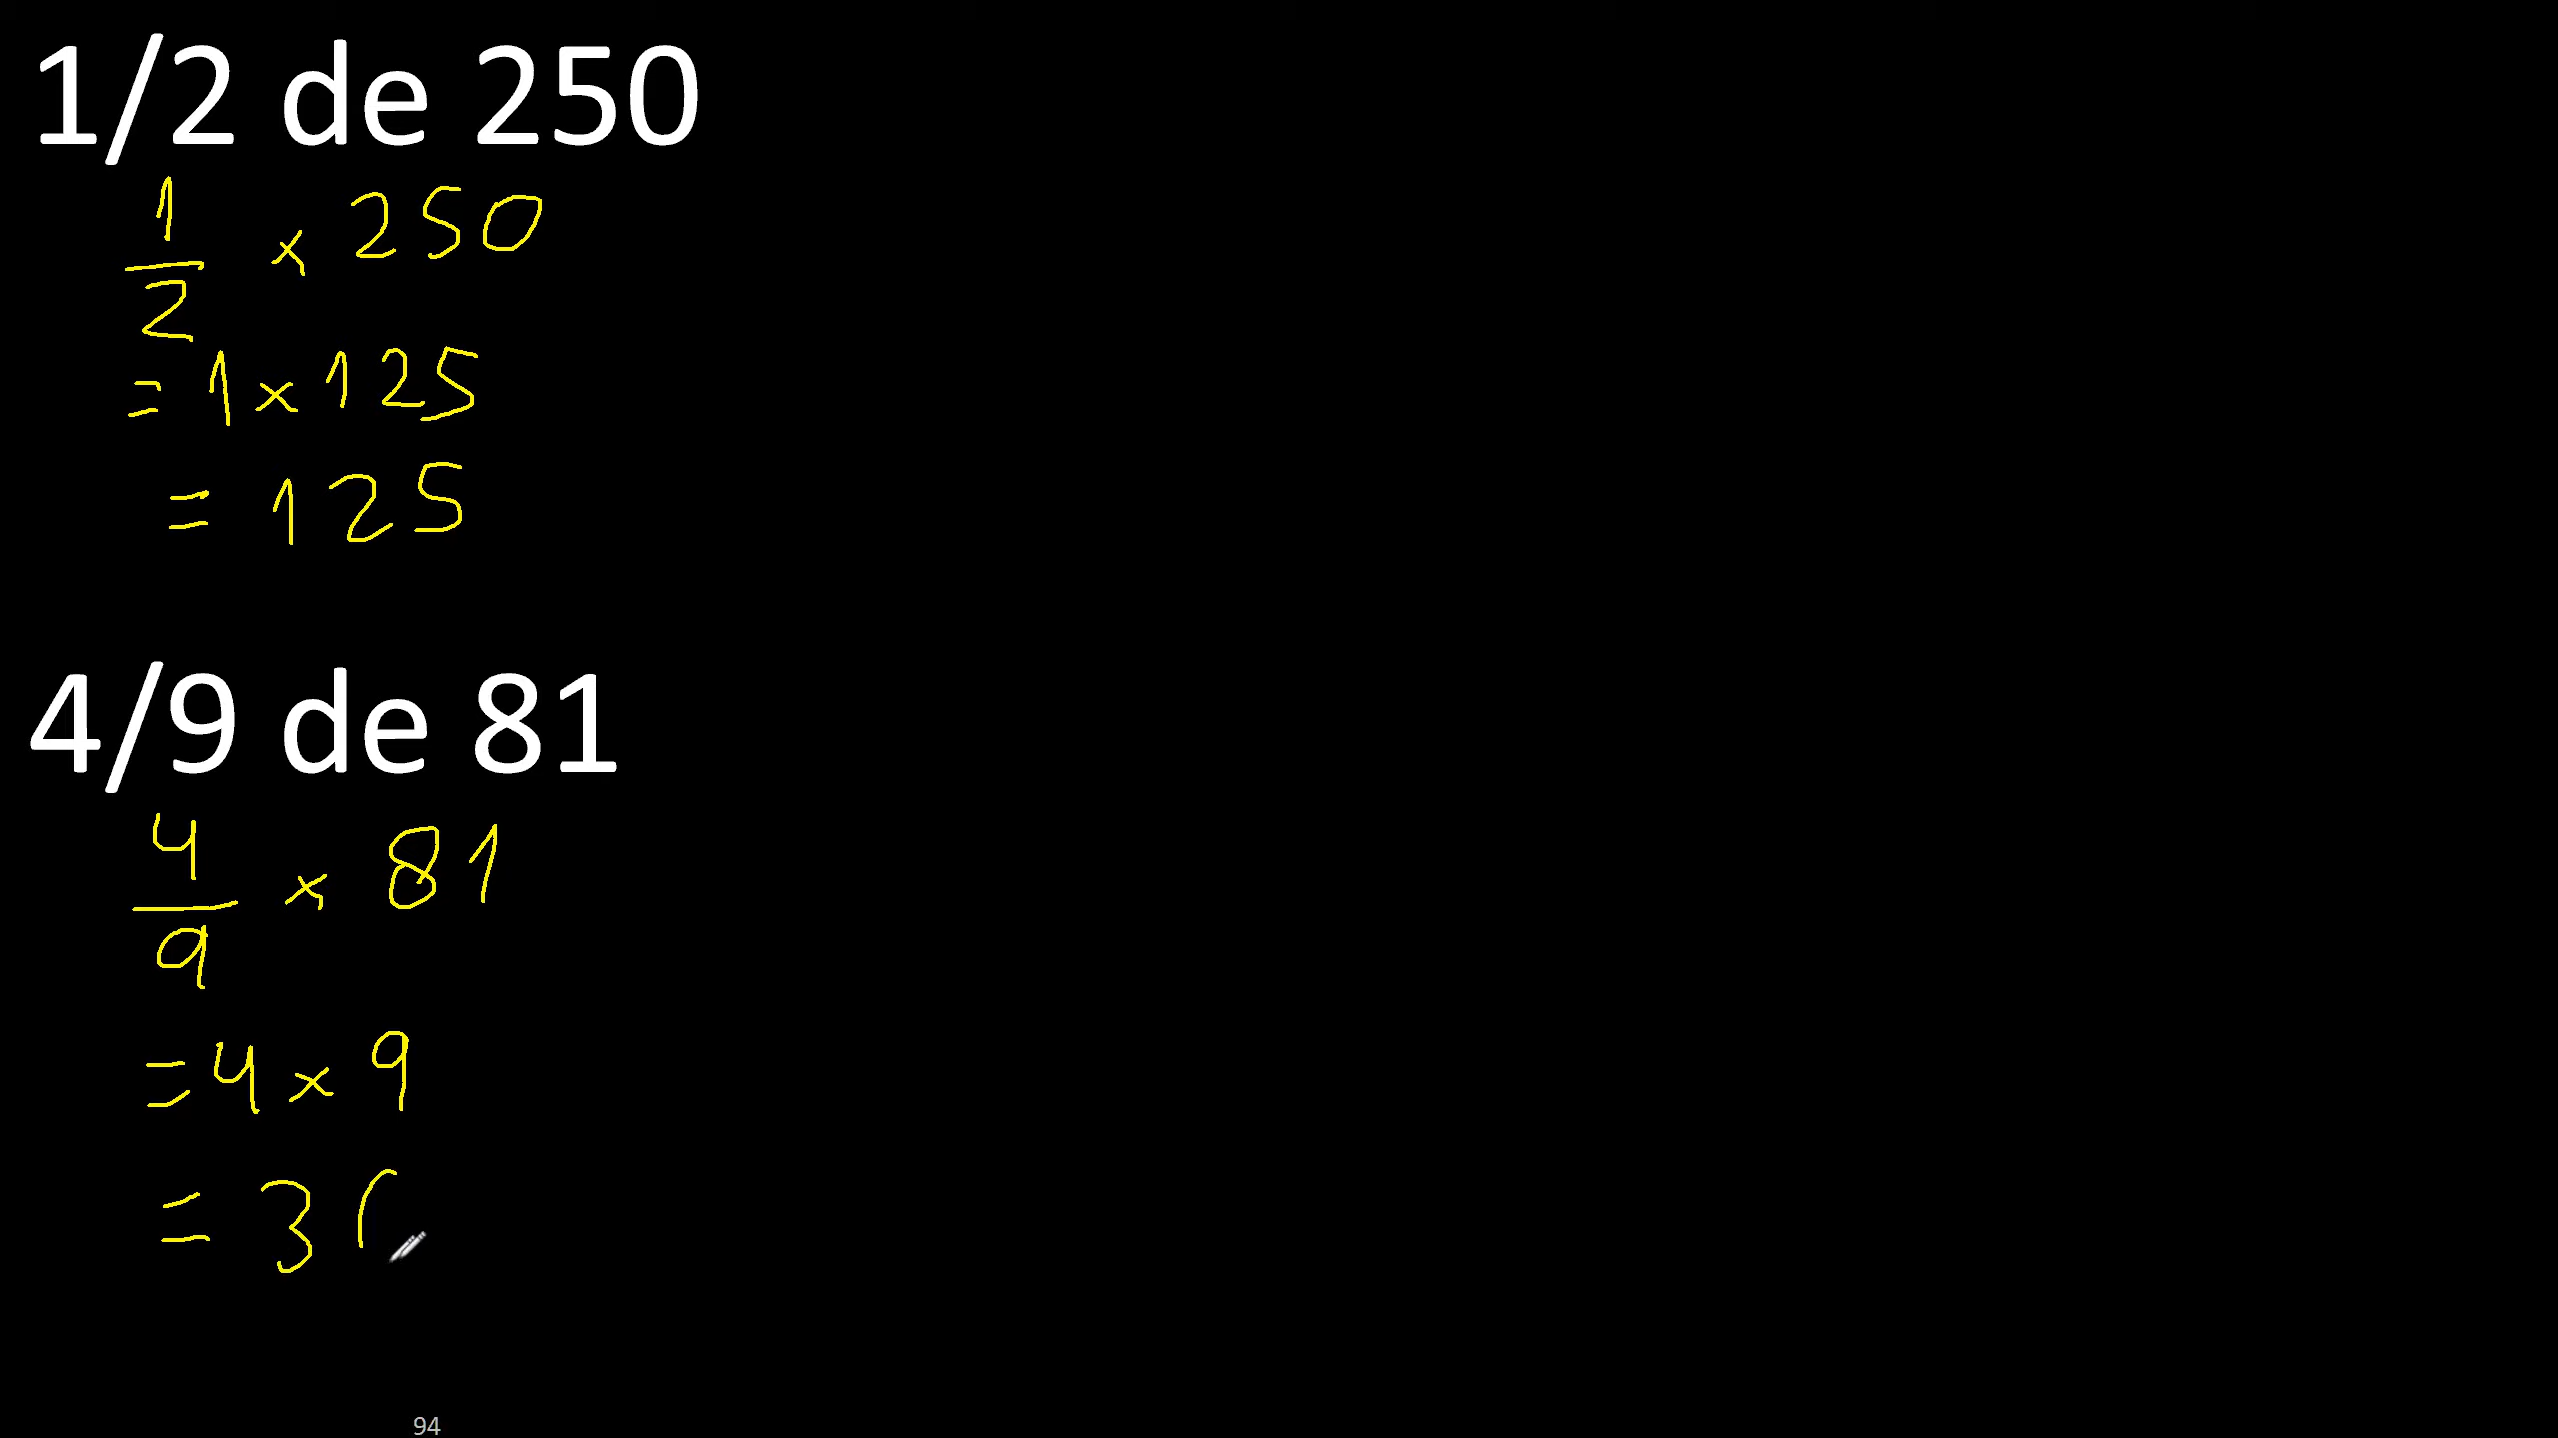 1/2 de 250
1/2 × 250
= 1 × 125
= 125
4/9 de 81
4/9 × 81
= 4 × 9
= 3
94